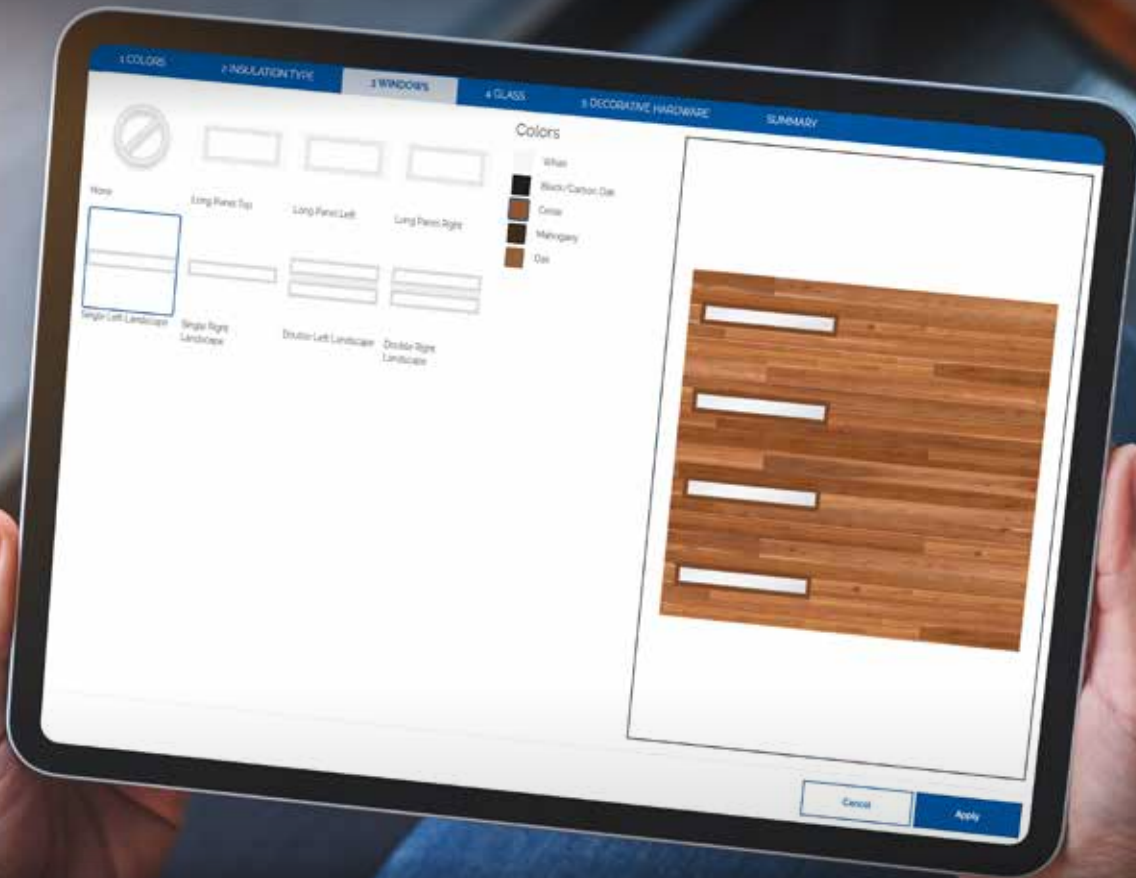 1 COLORS
2 INSULATION TYPE
3 WINDOWS
4 GLASS
5 DECORATIVE HARDWARE
SUMMARY
None
Long Panel Top
Long Panel Left
Long Panel Right
Single Left Landscape
Single Right
Landscape
Double Left Landscape
Double Right
Landscape
Colors
White
Black/Carbon Oak
Cedar
Mahogany
Oak
Cancel
Apply